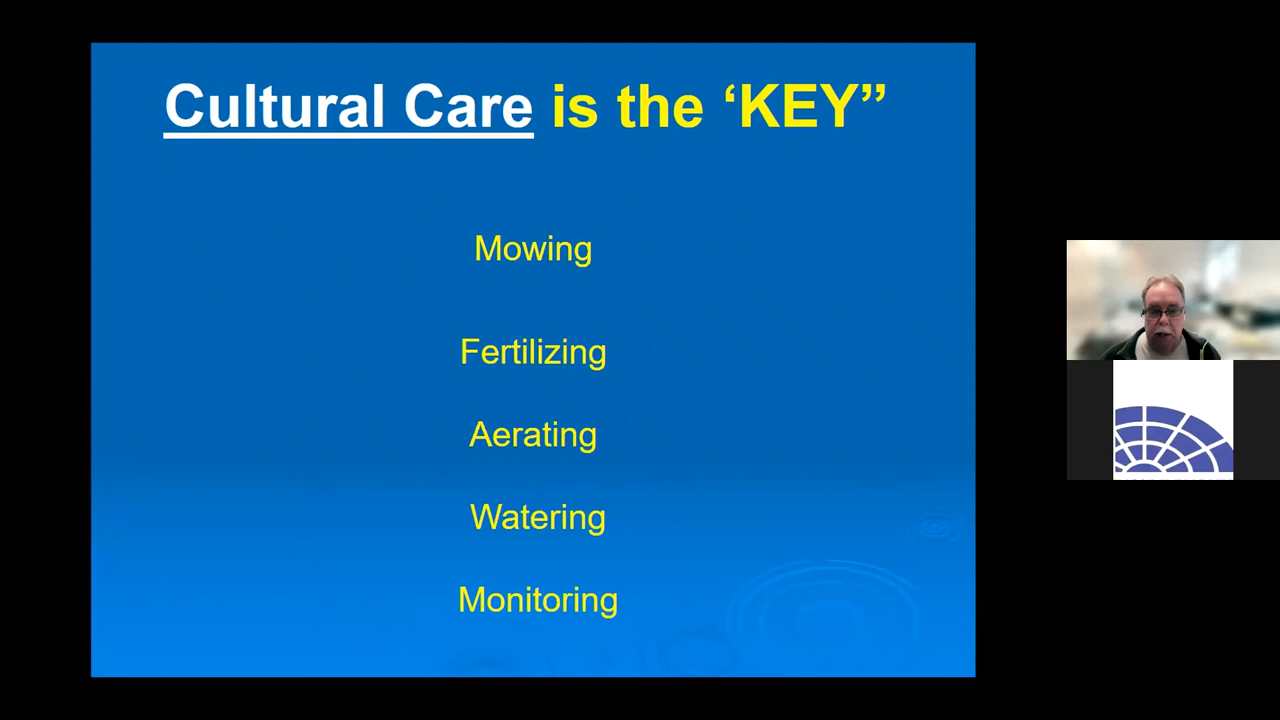 Cultural Care is the ‘KEY”
Mowing
Fertilizing
Aerating
Watering
Monitoring